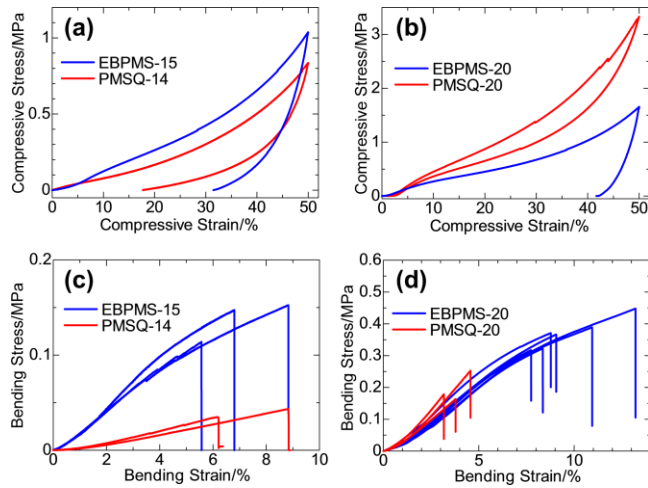 (a)
EBPMS-15
PMSQ-14
Compressive Stress/MPa
1
0.5
0
0 10 20 30 40 50
Compressive Strain/%
(b)
EBPMS-20
PMSQ-20
Compressive Stress/MPa
3
2
1
0
0 10 20 30 40 50
Compressive Strain/%
(c)
EBPMS-15
PMSQ-14
Bending Stress/MPa
0.2
0.1
0
0 2 4 6 8 10
Bending Strain/%
(d)
EBPMS-20
PMSQ-20
Bending Stress/MPa
0.6
0.5
0.4
0.3
0.2
0.1
0
0 5 10
Bending Strain/%